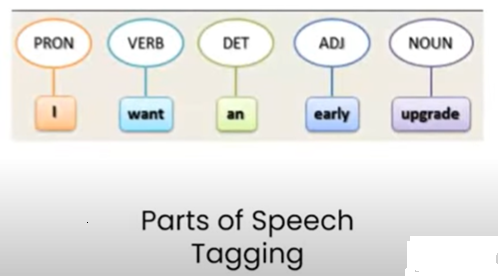 PRON VERB DET ADJ NOUN
I want an early upgrade
Parts of Speech
Tagging